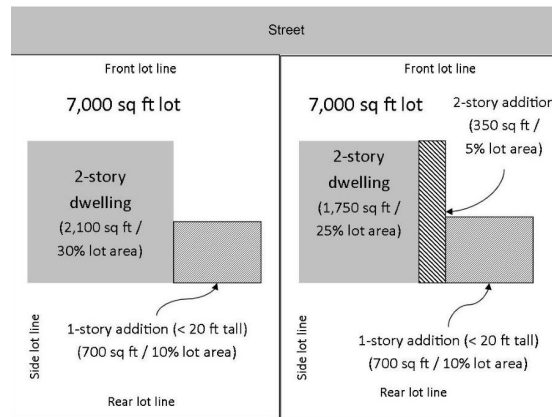 Street
Front lot line
7,000 sq ft lot
2-story
dwelling
(2,100 sq ft /
30% lot area)
1-story addition (< 20 ft tall)
(700 sq ft / 10% lot area)
Side lot line
Rear lot line
Front lot line
7,000 sq ft lot
2-story addition
(350 sq ft /
5% lot area)
2-story
dwelling
(1,750 sq ft /
25% lot area)
1-story addition (< 20 ft tall)
(700 sq ft / 10% lot area)
Side lot line
Rear lot line